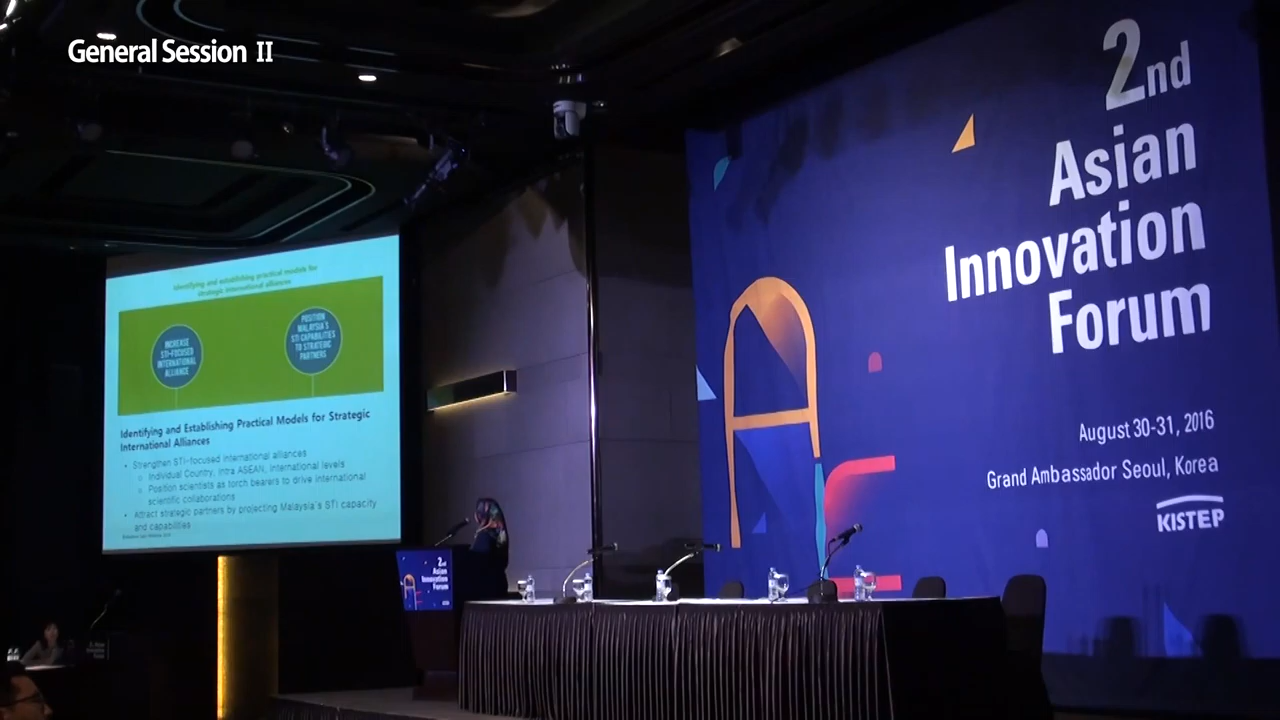 General Session II
Identifying and establishing practical models for
strategic international alliances
INCREASE
STI-FOCUSED
INTERNATIONAL
ALLIANCE
POSITION
MALAYSIA'S
STI CAPABILITIES
TO STRATEGIC
PARTNERS
Identifying and Establishing Practical Models for Strategic
International Alliances
• Strengthen STI-focused international alliances
o Individual Country, Intra ASEAN, International levels
o Position scientists as torch bearers to drive international
scientific collaborations
• Attract strategic partners by projecting Malaysia's STI capacity
and capabilities
2nd
Asian
Innovation
Forum
August 30-31, 2016
Grand Ambassador Seoul, Korea
KISTEP
2nd
Asian
Innovation
Forum